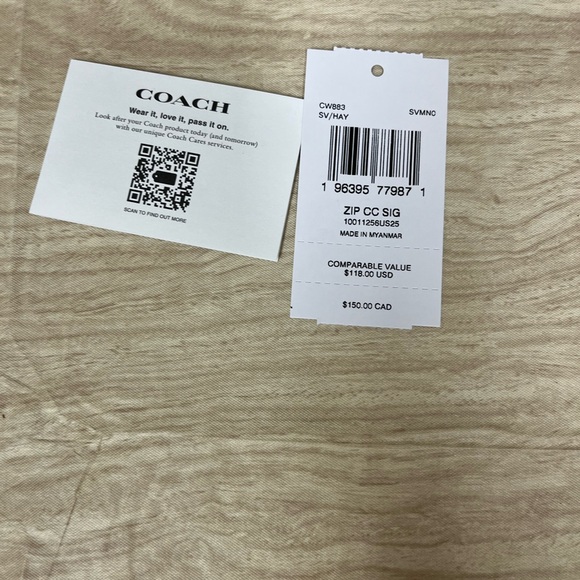 COACH
Wear it, love it, pass it on.
Look after your Coach product today (and tomorrow)
with our unique Coach Cares services.
SCAN TO FIND OUT MORE
CW883 SVMN0
SV/HAY
1 96395 77987 1
ZIP CC SIG
10011256US25
MADE IN MYANMAR
COMPARABLE VALUE
$118.00 USD
$150.00 CAD